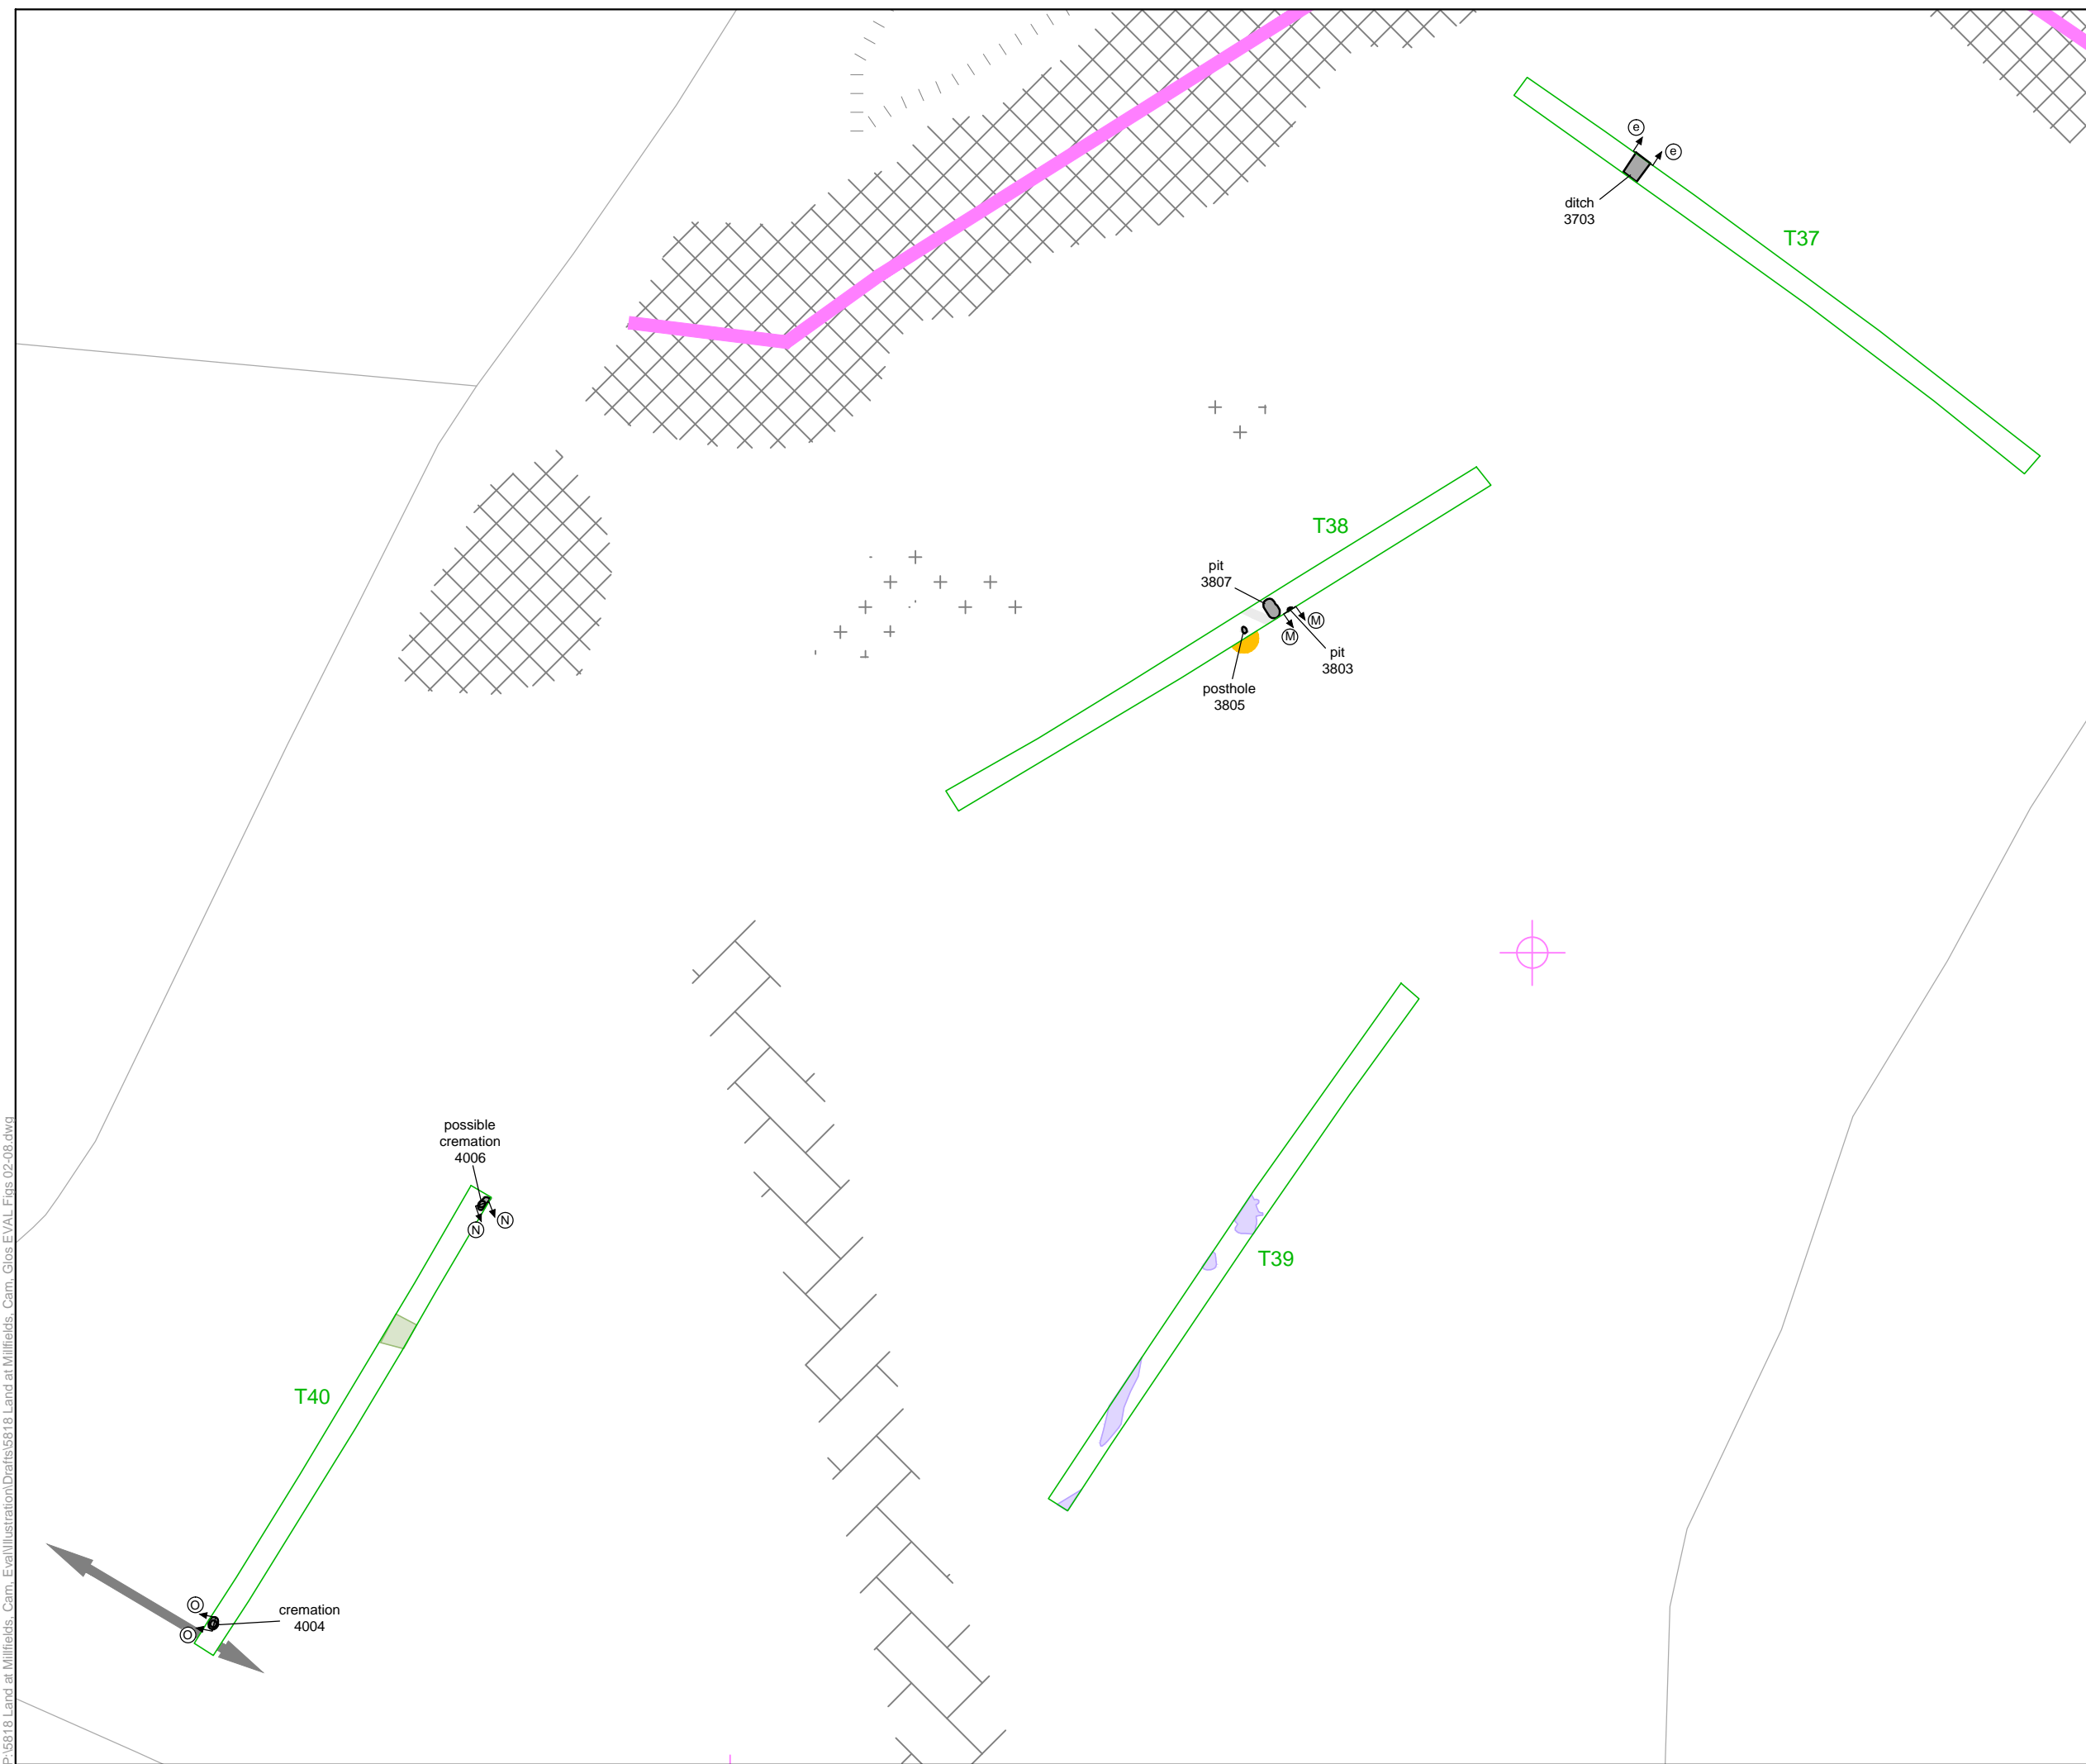 e
e
ditch
3703
T37
T38
pit
3807
M
M
pit
3803
posthole
3805
possible
cremation
4006
N
N
T39
T40
O
O
cremation
4004
P:\5818 Land at Millfields, Cam, Eval\Illustration\Drafts\5818 Land at Millfields, Cam, Glos EVAL Figs 02-08.dwg